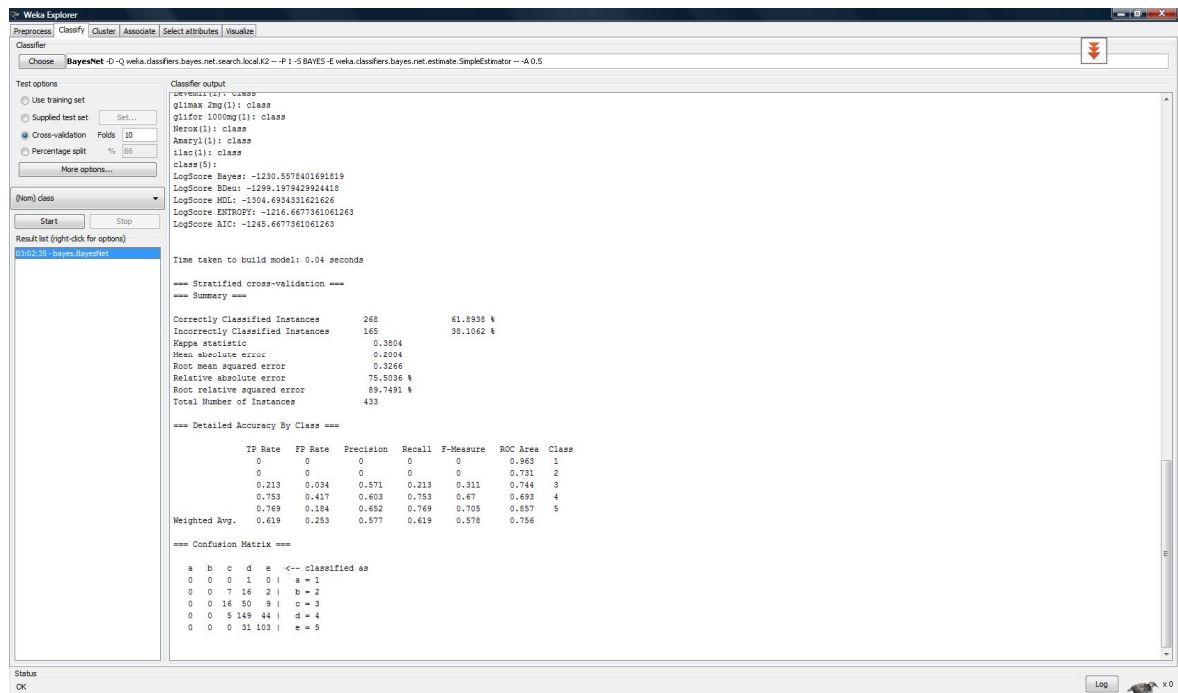 Weka Explorer
Preprocess Classify Cluster Associate Select attributes Visualize
Classifier
Choose BayesNet -D -Q weka.classifiers.bayes.net.search.local.K2 -- -P 1 -S BAYES -E weka.classifiers.bayes.net.estimate.SimpleEstimator -- -A 0.5
Test options
Use training set
Supplied test set Set...
Cross-validation Folds 10
Percentage split % 66
More options...
(Nom) class
Start Stop
Result list (right-click for options)
03:02:35 - bayes.BayesNet
Classifier output
Levemir(1): class
glimax 2mg(1): class
glifor 1000mg(1): class
Nerox(1): class
Amaryl(1): class
ilac(1): class
class(5):
LogScore Bayes: -1230.5578401691819
LogScore BDeu: -1299.1979429924418
LogScore MDL: -1304.6934331621626
LogScore ENTROPY: -1216.6677361061263
LogScore AIC: -1245.6677361061263
Time taken to build model: 0.04 seconds
=== Stratified cross-validation ===
=== Summary ===
Correctly Classified Instances 268 61.8938 %
Incorrectly Classified Instances 165 38.1062 %
Kappa statistic 0.3804
Mean absolute error 0.2004
Root mean squared error 0.3266
Relative absolute error 75.5036 %
Root relative squared error 89.7491 %
Total Number of Instances 433
=== Detailed Accuracy By Class ===
TP Rate FP Rate Precision Recall F-Measure ROC Area Class
0 0 0 0 0 0.963 1
0 0 0 0 0 0.731 2
0.213 0.034 0.571 0.213 0.311 0.744 3
0.753 0.417 0.603 0.753 0.67 0.693 4
0.769 0.184 0.652 0.769 0.705 0.857 5
Weighted Avg. 0.619 0.253 0.577 0.619 0.578 0.756
=== Confusion Matrix ===
a b c d e <-- classified as
0 0 0 1 0 | a = 1
0 0 7 16 2 | b = 2
0 0 16 50 9 | c = 3
0 0 5 149 44 | d = 4
0 0 0 31 103 | e = 5
Status
OK
Log x 0